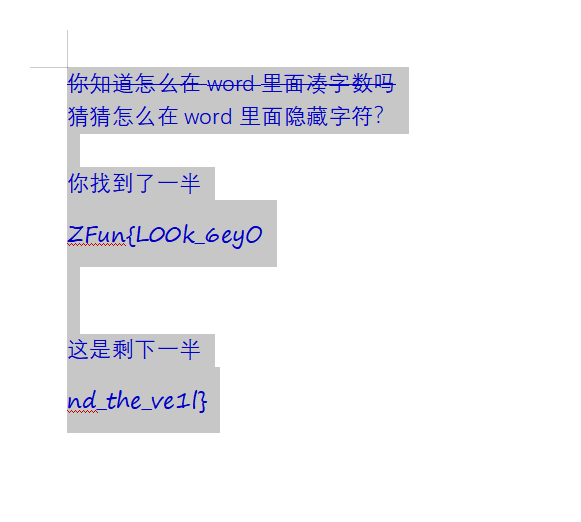 你知道怎么在 word 里面凑字数吗
猜猜怎么在 word 里面隐藏字符？
你找到了一半
ZFun{LOOk_6eyO
这是剩下一半
nd_the_ve1l}